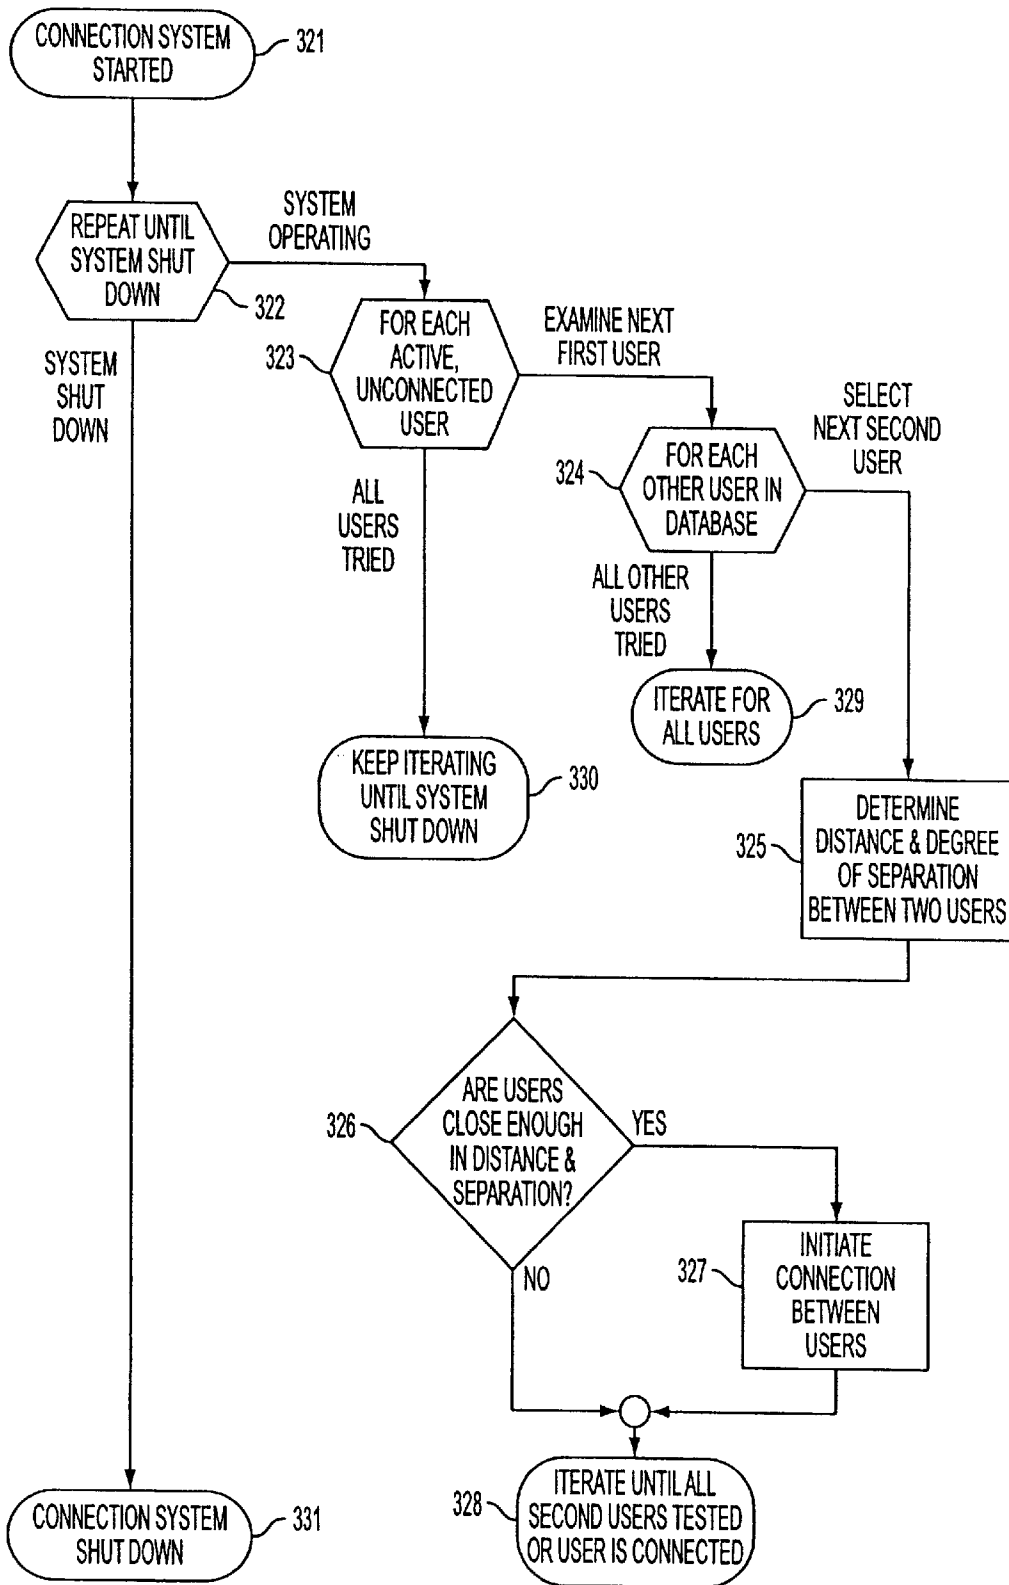 CONNECTION SYSTEM
STARTED
321
REPEAT UNTIL
SYSTEM SHUT
DOWN
322
SYSTEM
OPERATING
SYSTEM
SHUT
DOWN
FOR EACH
ACTIVE,
UNCONNECTED
USER
323
EXAMINE NEXT
FIRST USER
ALL
USERS
TRIED
FOR EACH
OTHER USER IN
DATABASE
324
SELECT
NEXT SECOND
USER
ALL OTHER
USERS
TRIED
ITERATE FOR
ALL USERS
329
KEEP ITERATING
UNTIL SYSTEM
SHUT DOWN
330
DETERMINE
DISTANCE & DEGREE
OF SEPARATION
BETWEEN TWO USERS
325
ARE USERS
CLOSE ENOUGH
IN DISTANCE &
SEPARATION?
326
YES
NO
INITIATE
CONNECTION
BETWEEN
USERS
327
ITERATE UNTIL ALL
SECOND USERS TESTED
OR USER IS CONNECTED
328
CONNECTION SYSTEM
SHUT DOWN
331